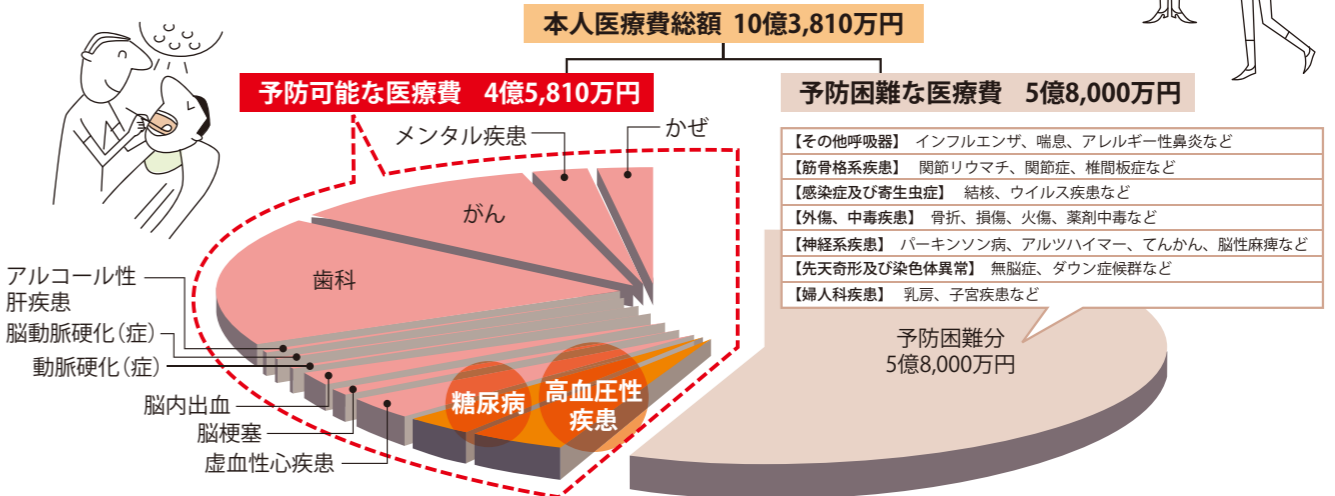 本人医療費総額 10億3,810万円
予防可能な医療費　4億5,810万円
予防困難な医療費　5億8,000万円
メンタル疾患
かぜ
がん
歯科
アルコール性
肝疾患
脳動脈硬化（症）
動脈硬化（症）
脳内出血
脳梗塞
虚血性心疾患
糖尿病
高血圧性
疾患
【その他呼吸器】 インフルエンザ、喘息、アレルギー性鼻炎など
【筋骨格系疾患】 関節リウマチ、関節症、椎間板症など
【感染症及び寄生虫症】 結核、ウイルス疾患など
【外傷、中毒疾患】 骨折、損傷、火傷、薬剤中毒など
【神経系疾患】 パーキンソン病、アルツハイマー、てんかん、脳性麻痺など
【先天奇形及び染色体異常】 無脳症、ダウン症候群など
【婦人科疾患】 乳房、子宮疾患など
予防困難分
5億8,000万円